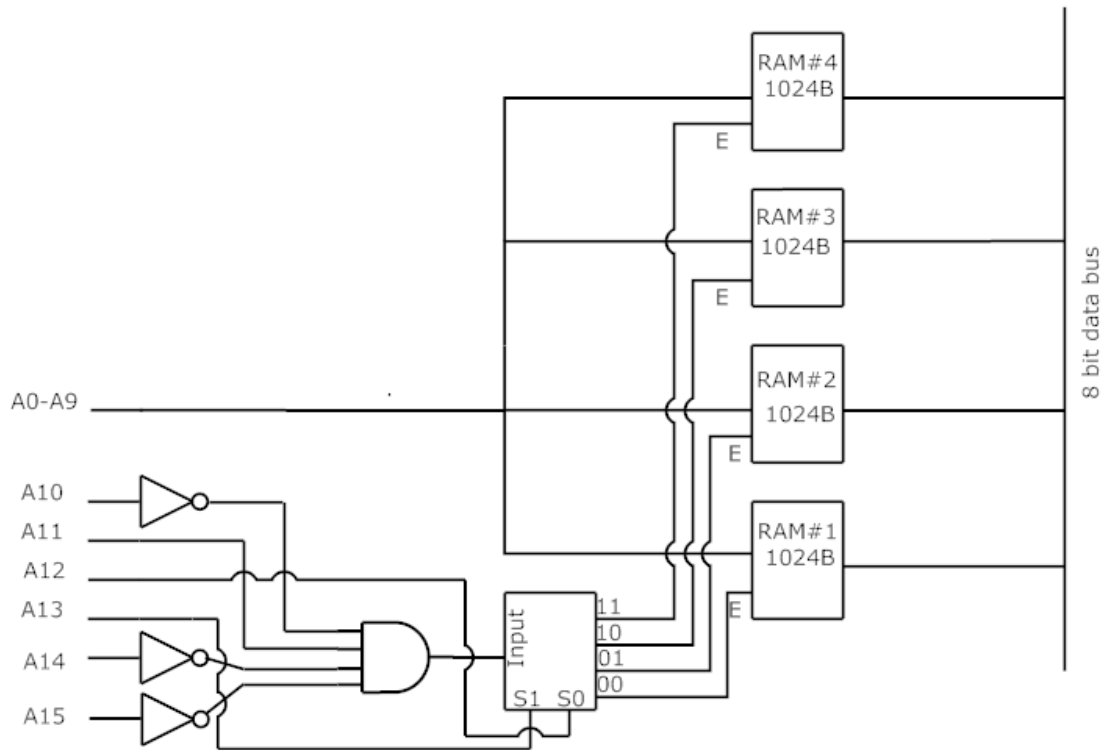 RAM#4
1024B
E
RAM#3
1024B
E
8 bit data bus
A0-A9
RAM#2
1024B
E
A10
A11
A12
A13
A14
A15
RAM#1
1024B
E
Input
11
10
01
00
S1 S0